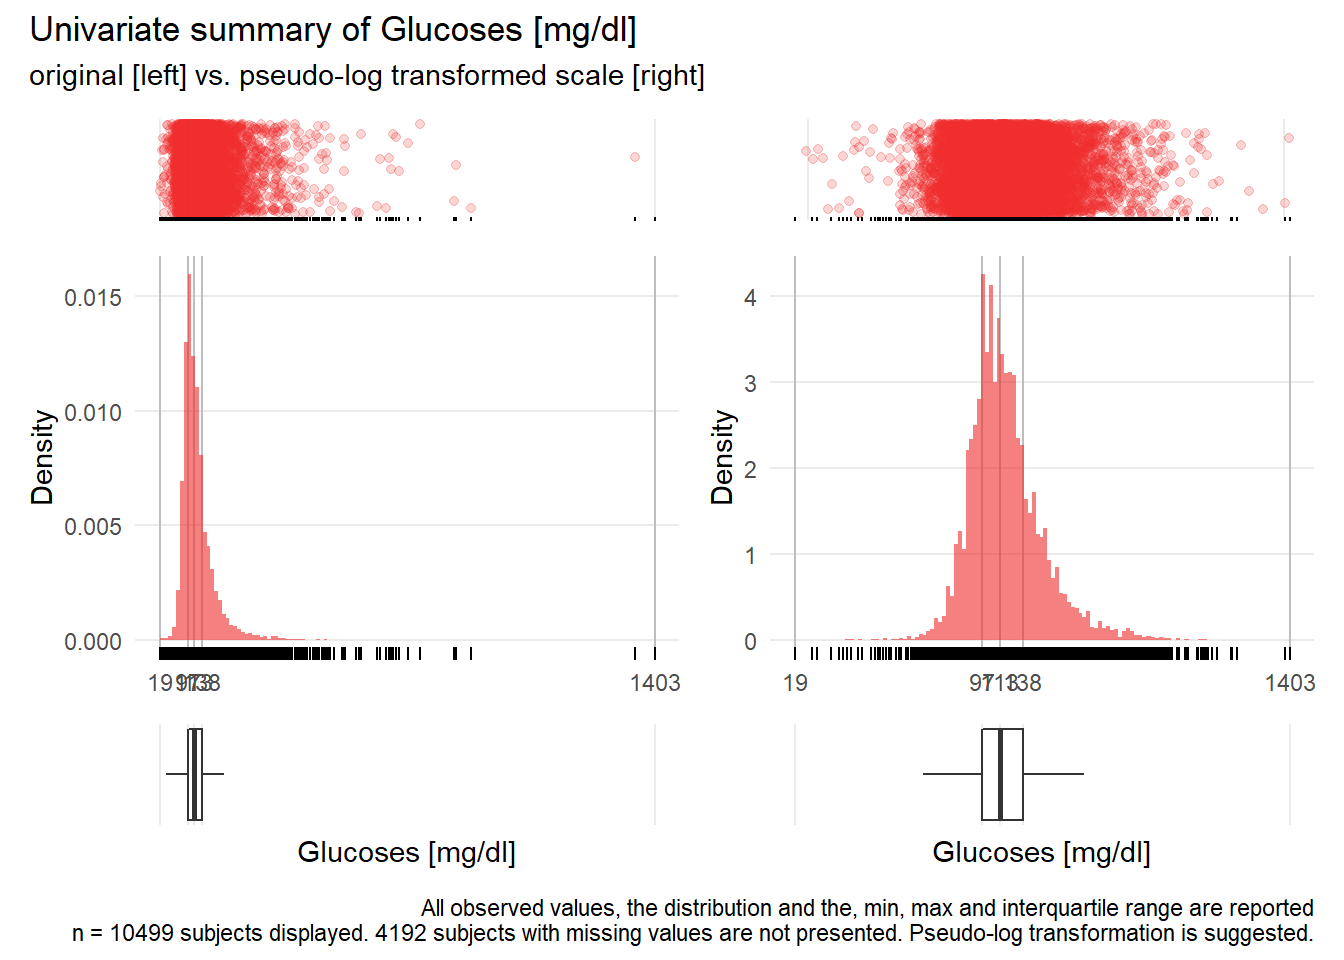 Univariate summary of Glucoses [mg/dl]
original [left] vs. pseudo-log transformed scale [right]
0.015
0.010
0.005
0.000
Density
19 97113138 1403
Glucoses [mg/dl]
4
3
2
1
0
Density
19 97113138 1403
Glucoses [mg/dl]
All observed values, the distribution and the, min, max and interquartile range are reported
n = 10499 subjects displayed. 4192 subjects with missing values are not presented. Pseudo-log transformation is suggested.